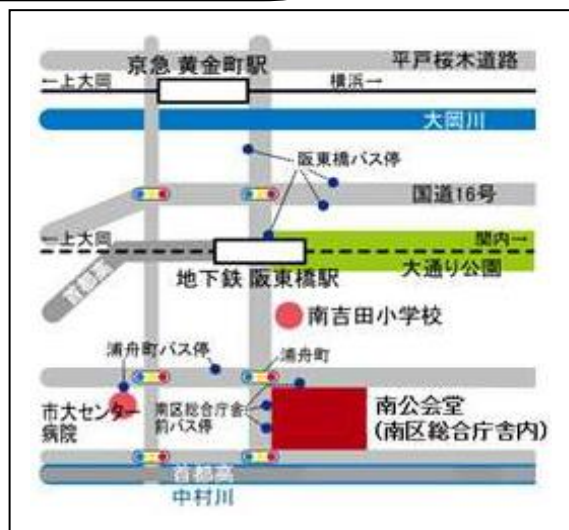 平戸桜木道路
京急 黄金町駅
←上大岡
横浜→
大岡川
阪東橋バス停
国道16号
←上大岡
関内→
大通り公園
首都高
地下鉄 阪東橋駅
南吉田小学校
浦舟町バス停
浦舟町
市大センター
病院
南区総合庁舎
前バス停
南公会堂
(南区総合庁舎内)
首都高
中村川